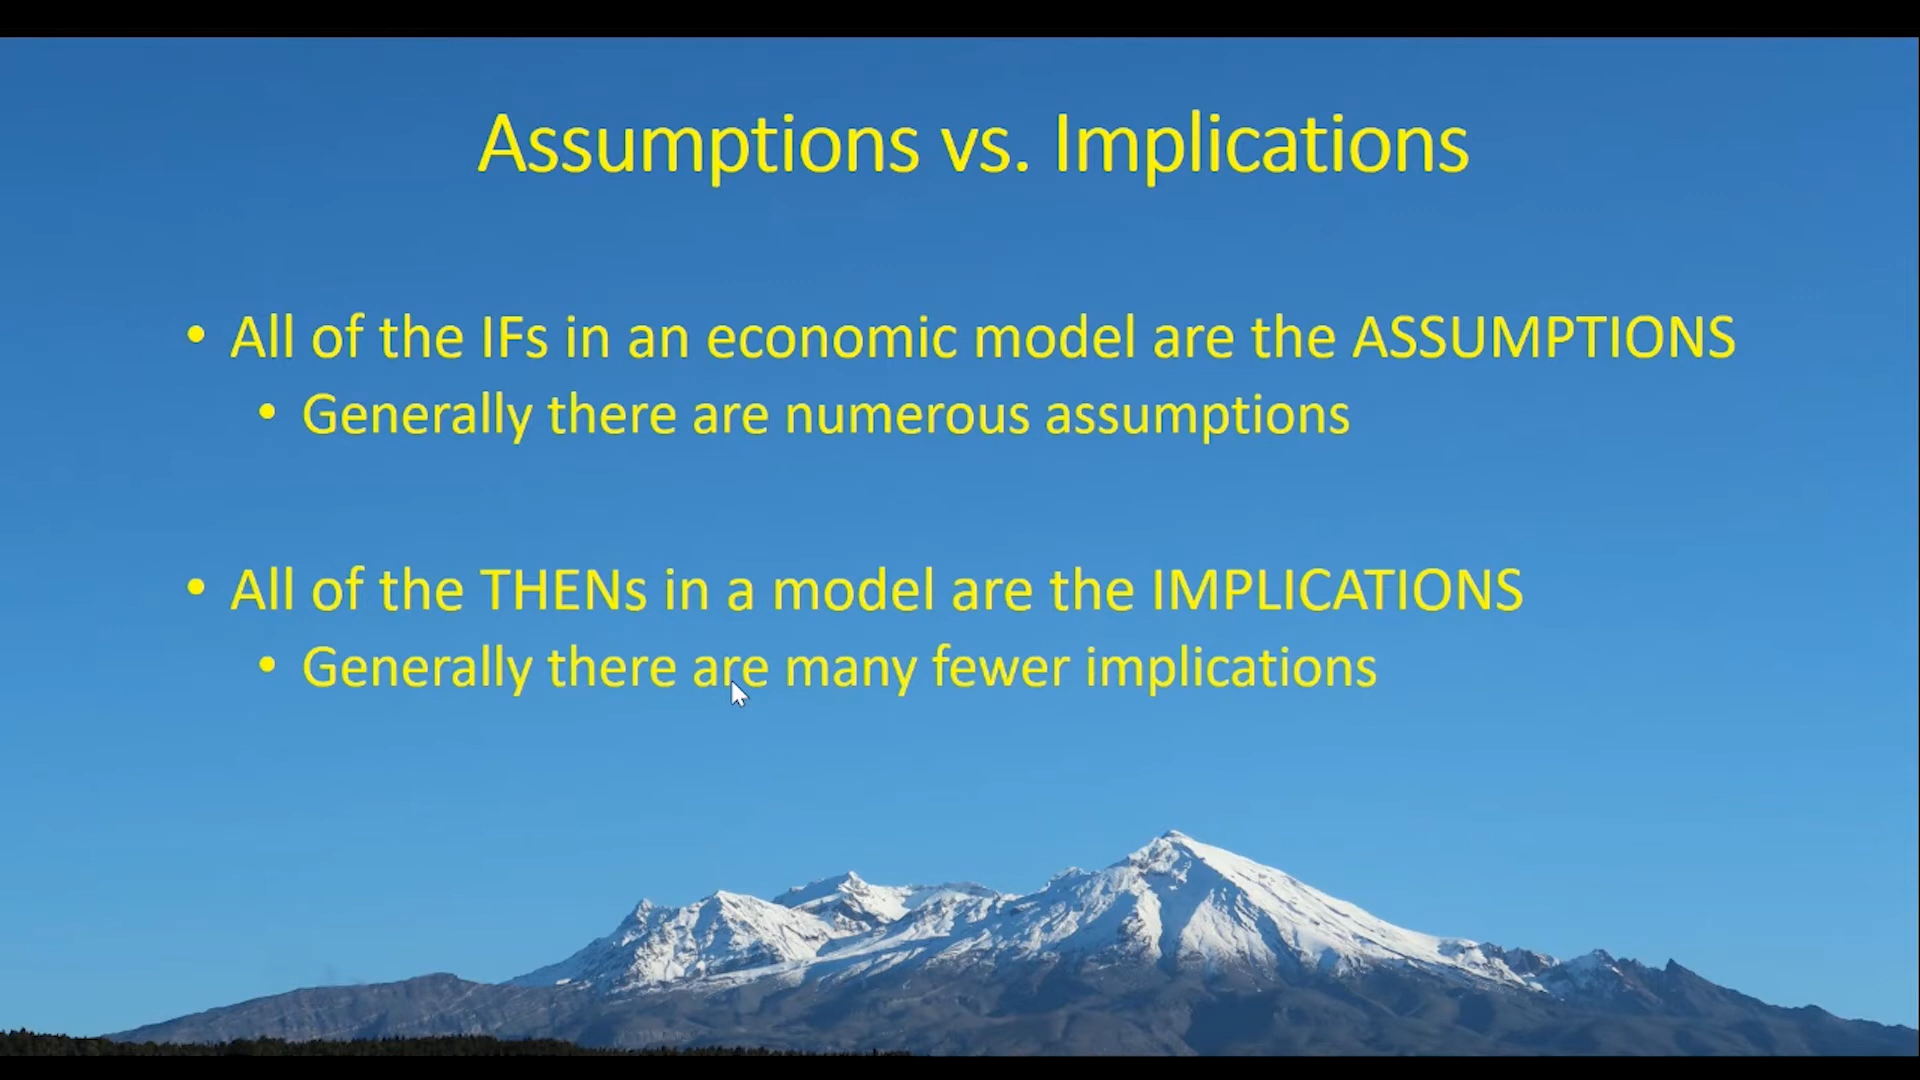 Assumptions vs. Implications
• All of the IFs in an economic model are the ASSUMPTIONS
• Generally there are numerous assumptions
• All of the THENs in a model are the IMPLICATIONS
• Generally there are many fewer implications